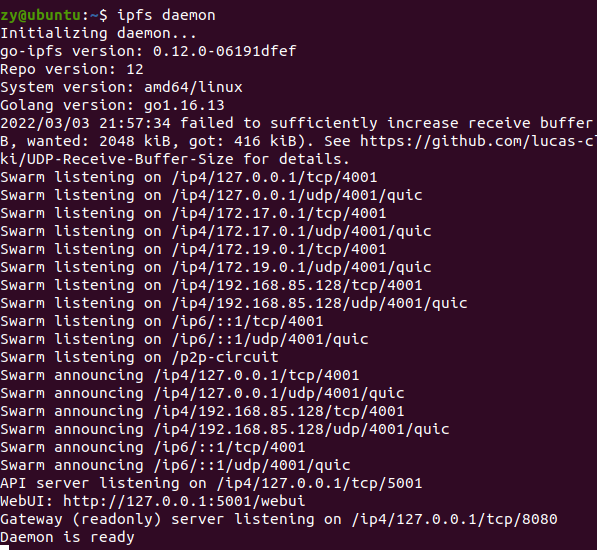 zy@ubuntu:~$ ipfs daemon
Initializing daemon...
go-ipfs version: 0.12.0-06191dfef
Repo version: 12
System version: amd64/linux
Golang version: go1.16.13
2022/03/03 21:57:34 failed to sufficiently increase receive buffer
B, wanted: 2048 kiB, got: 416 kiB). See https://github.com/lucas-cl
ki/UDP-Receive-Buffer-Size for details.
Swarm listening on /ip4/127.0.0.1/tcp/4001
Swarm listening on /ip4/127.0.0.1/udp/4001/quic
Swarm listening on /ip4/172.17.0.1/tcp/4001
Swarm listening on /ip4/172.17.0.1/udp/4001/quic
Swarm listening on /ip4/172.19.0.1/tcp/4001
Swarm listening on /ip4/172.19.0.1/udp/4001/quic
Swarm listening on /ip4/192.168.85.128/tcp/4001
Swarm listening on /ip4/192.168.85.128/udp/4001/quic
Swarm listening on /ip6/::1/tcp/4001
Swarm listening on /ip6/::1/udp/4001/quic
Swarm listening on /p2p-circuit
Swarm announcing /ip4/127.0.0.1/tcp/4001
Swarm announcing /ip4/127.0.0.1/udp/4001/quic
Swarm announcing /ip4/192.168.85.128/tcp/4001
Swarm announcing /ip4/192.168.85.128/udp/4001/quic
Swarm announcing /ip6/::1/tcp/4001
Swarm announcing /ip6/::1/udp/4001/quic
API server listening on /ip4/127.0.0.1/tcp/5001
WebUI: http://127.0.0.1:5001/webui
Gateway (readonly) server listening on /ip4/127.0.0.1/tcp/8080
Daemon is ready